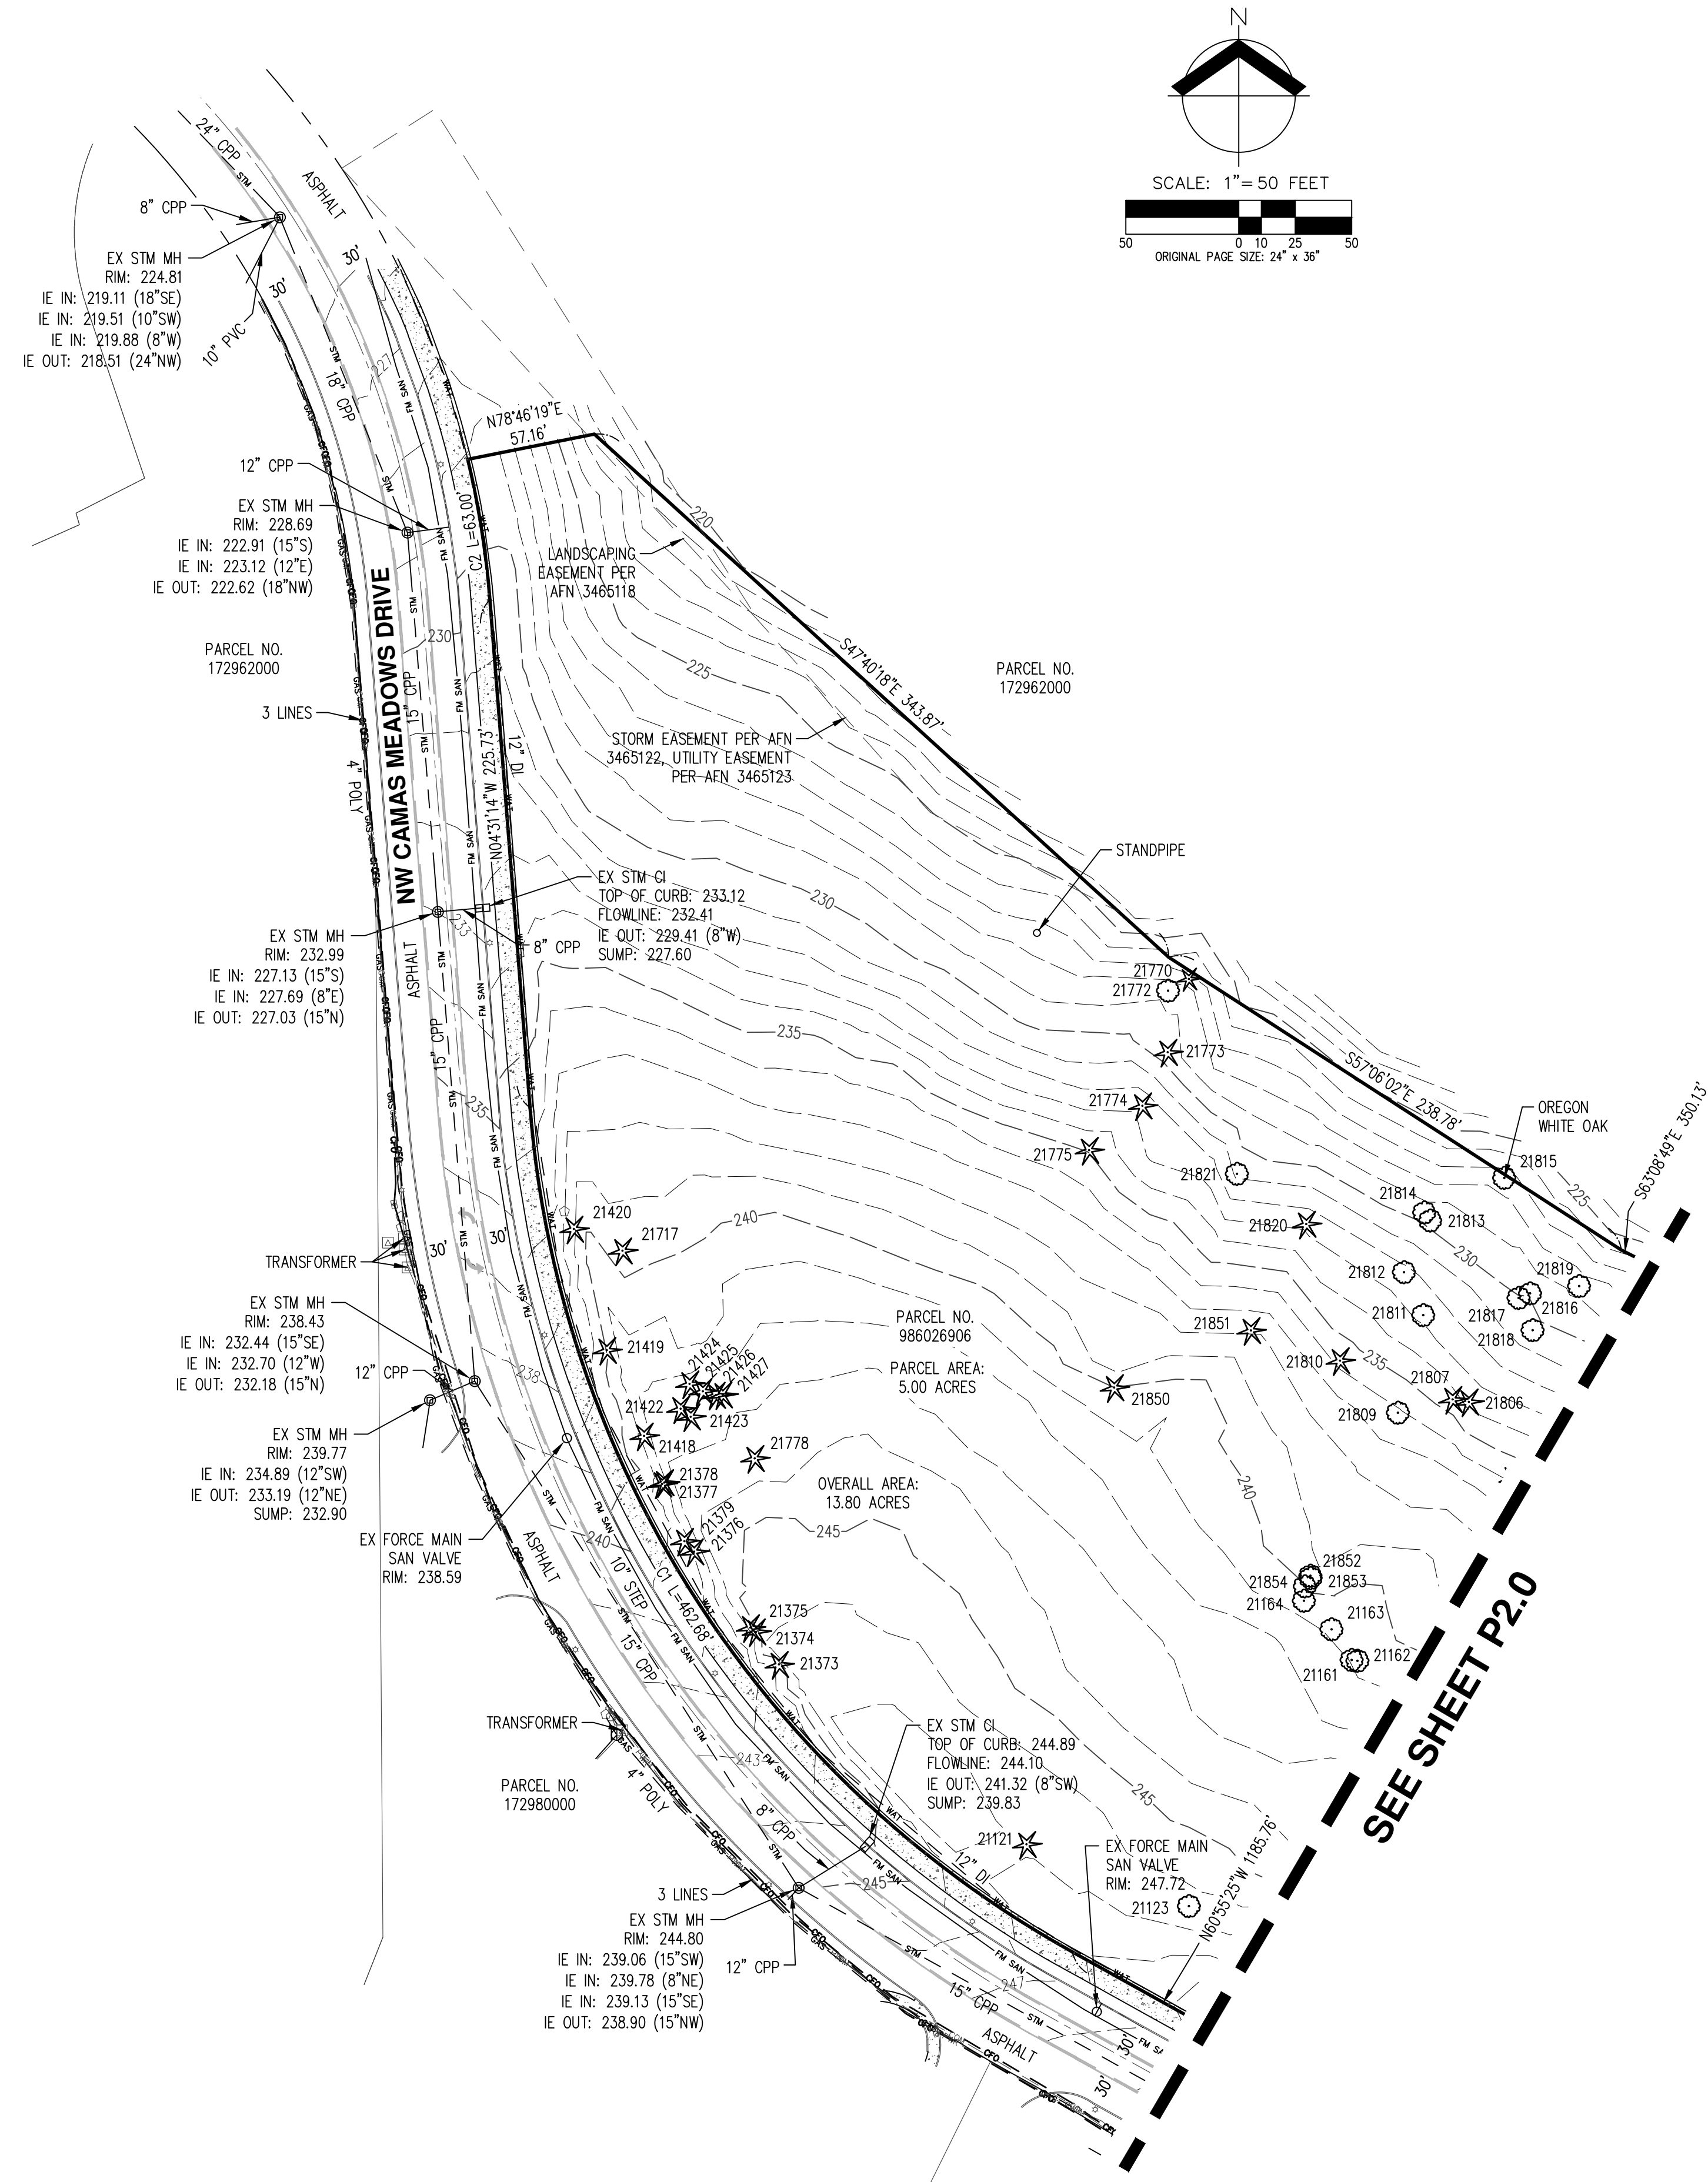 N
SCALE: 1"= 50 FEET
50 0 10 25 50
ORIGINAL PAGE SIZE: 24" x 36"
24" CPP
STM
ASPHALT
8" CPP
EX STM MH
RIM: 224.81
IE IN: 219.11 (18"SE)
IE IN: 219.51 (10"SW)
IE IN: 219.88 (8"W)
IE OUT: 218.51 (24"NW)
10" PVC
30'
30'
18" CPP
227
FM SAN
N78°46'19"E
57.16'
12" CPP
EX STM MH
RIM: 228.69
IE IN: 222.91 (15"S)
IE IN: 223.12 (12"E)
IE OUT: 222.62 (18"NW)
C2 L=63.00'
220
LANDSCAPING
EASEMENT PER
AFN 3465118
PARCEL NO.
172962000
230
225
S47°40'18"E 343.87'
PARCEL NO.
172962000
3 LINES
4" POLY
NW CAMAS MEADOWS DRIVE
15" CPP
N04°31'14"W 225.73'
12" DI
STORM EASEMENT PER AFN
3465122, UTILITY EASEMENT
PER AFN 3465123
STANDPIPE
EX STM CI
TOP OF CURB: 233.12
FLOWLINE: 232.41
IE OUT: 229.41 (8"W)
SUMP: 227.60
230
233
8" CPP
EX STM MH
RIM: 232.99
IE IN: 227.13 (15"S)
IE IN: 227.69 (8"E)
IE OUT: 227.03 (15"N)
ASPHALT
15" CPP
235
235
21770
21772
21773
21774
21775
S57°06'02"E 238.78'
OREGON
WHITE OAK
S63°08'49"E 350.13'
21821
21815
21814
21813
225
21820
230
21420
21717
240
TRANSFORMER
30'
30'
21812
21819
21811
21817
21816
21818
EX STM MH
RIM: 238.43
IE IN: 232.44 (15"SE)
IE IN: 232.70 (12"W)
IE OUT: 232.18 (15"N)
PARCEL NO.
986026906
PARCEL AREA:
5.00 ACRES
21851
21419
21810
235
12" CPP
238
21424
21425
21426
21427
21807
21806
21850
21809
21422
21423
21418
EX STM MH
RIM: 239.77
IE IN: 234.89 (12"SW)
IE OUT: 233.19 (12"NE)
SUMP: 232.90
21778
21378
21377
OVERALL AREA:
13.80 ACRES
240
245
21379
21376
EX FORCE MAIN
SAN VALVE
RIM: 238.59
ASPHALT
240
10" STEP
15" CPP
C1 L=462.68'
21852
21854
21853
21164
21163
21162
21161
21375
21374
21373
SEE SHEET P2.0
TRANSFORMER
4" POLY
PARCEL NO.
172980000
243
EX STM CI
TOP OF CURB: 244.89
FLOWLINE: 244.10
IE OUT: 241.32 (8"SW)
SUMP: 239.83
245
8" CPP
21121
12" DI
EX FORCE MAIN
SAN VALVE
RIM: 247.72
N60°55'25"W 1185.76'
21123
245
3 LINES
EX STM MH
RIM: 244.80
IE IN: 239.06 (15"SW)
IE IN: 239.78 (8"NE)
IE IN: 239.13 (15"SE)
IE OUT: 238.90 (15"NW)
12" CPP
247
15" CPP
ASPHALT
30'
30'